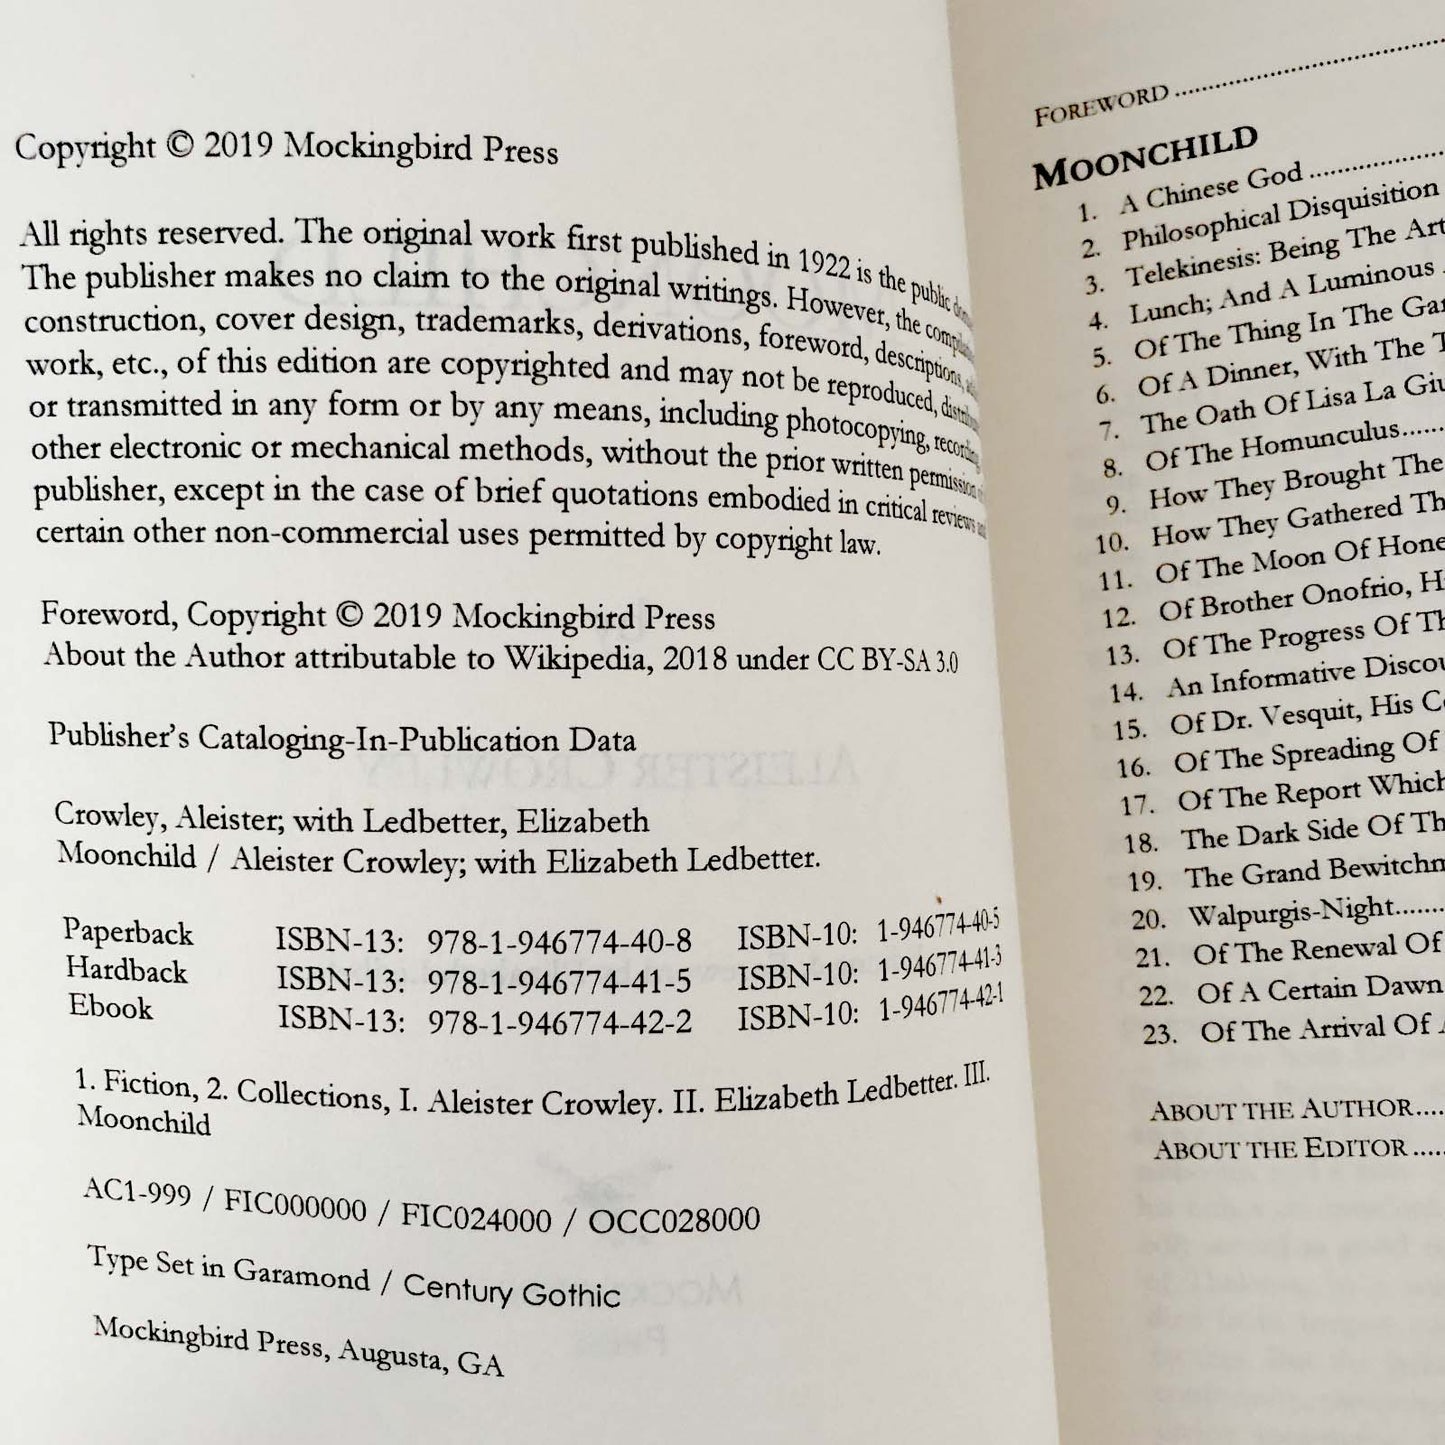 Copyright © 2019 Mockingbird Press
All rights reserved. The original work first published in 1922 is the public
The publisher makes no claim to the original writings. However, the
construction, cover design, trademarks, derivations, foreword, descriptions,
work, etc., of this edition are copyrighted and may not be reproduced,
or transmitted in any form or by any means, including photocopying,
other electronic or mechanical methods, without the prior written permission
publisher, except in the case of brief quotations embodied in critical reviews
certain other non-commercial uses permitted by copyright law.
Foreword, Copyright © 2019 Mockingbird Press
About the Author attributable to Wikipedia, 2018 under CC BY-SA 3.0
Publisher's Cataloging-In-Publication Data
Crowley, Aleister; with Ledbetter, Elizabeth
Moonchild / Aleister Crowley; with Elizabeth Ledbetter.
Paperback ISBN-13: 978-1-946774-40-8 ISBN-10: 1-946774-40-5
Hardback ISBN-13: 978-1-946774-41-5 ISBN-10: 1-946774-41-3
Ebook ISBN-13: 978-1-946774-42-2 ISBN-10: 1-946774-42-1
1. Fiction, 2. Collections, I. Aleister Crowley. II. Elizabeth Ledbetter. III.
Moonchild
AC1-999 / FIC000000 / FIC024000 / OCC028000
Type Set in Garamond / Century Gothic
Mockingbird Press, Augusta, GA
FOREWORD
MOONCHILD
1. A Chinese God
2. Philosophical Disquisition
3. Telekinesis: Being The Art
4. Lunch; And A Luminous
5. Of The Thing In The
6. Of A Dinner, With The
7. The Oath Of Lisa La
8. Of The Homunculus
9. How They Brought The
10. How They Gathered
11. Of The Moon Of
12. Of Brother Onofrio,
13. Of The Progress Of
14. An Informative
15. Of Dr. Vesquit, His
16. Of The Spreading Of
17. Of The Report Which
18. The Dark Side Of
19. The Grand
20. Walpurgis-Night
21. Of The Renewal Of
22. Of A Certain Dawn
23. Of The Arrival Of
ABOUT THE AUTHOR
ABOUT THE EDITOR